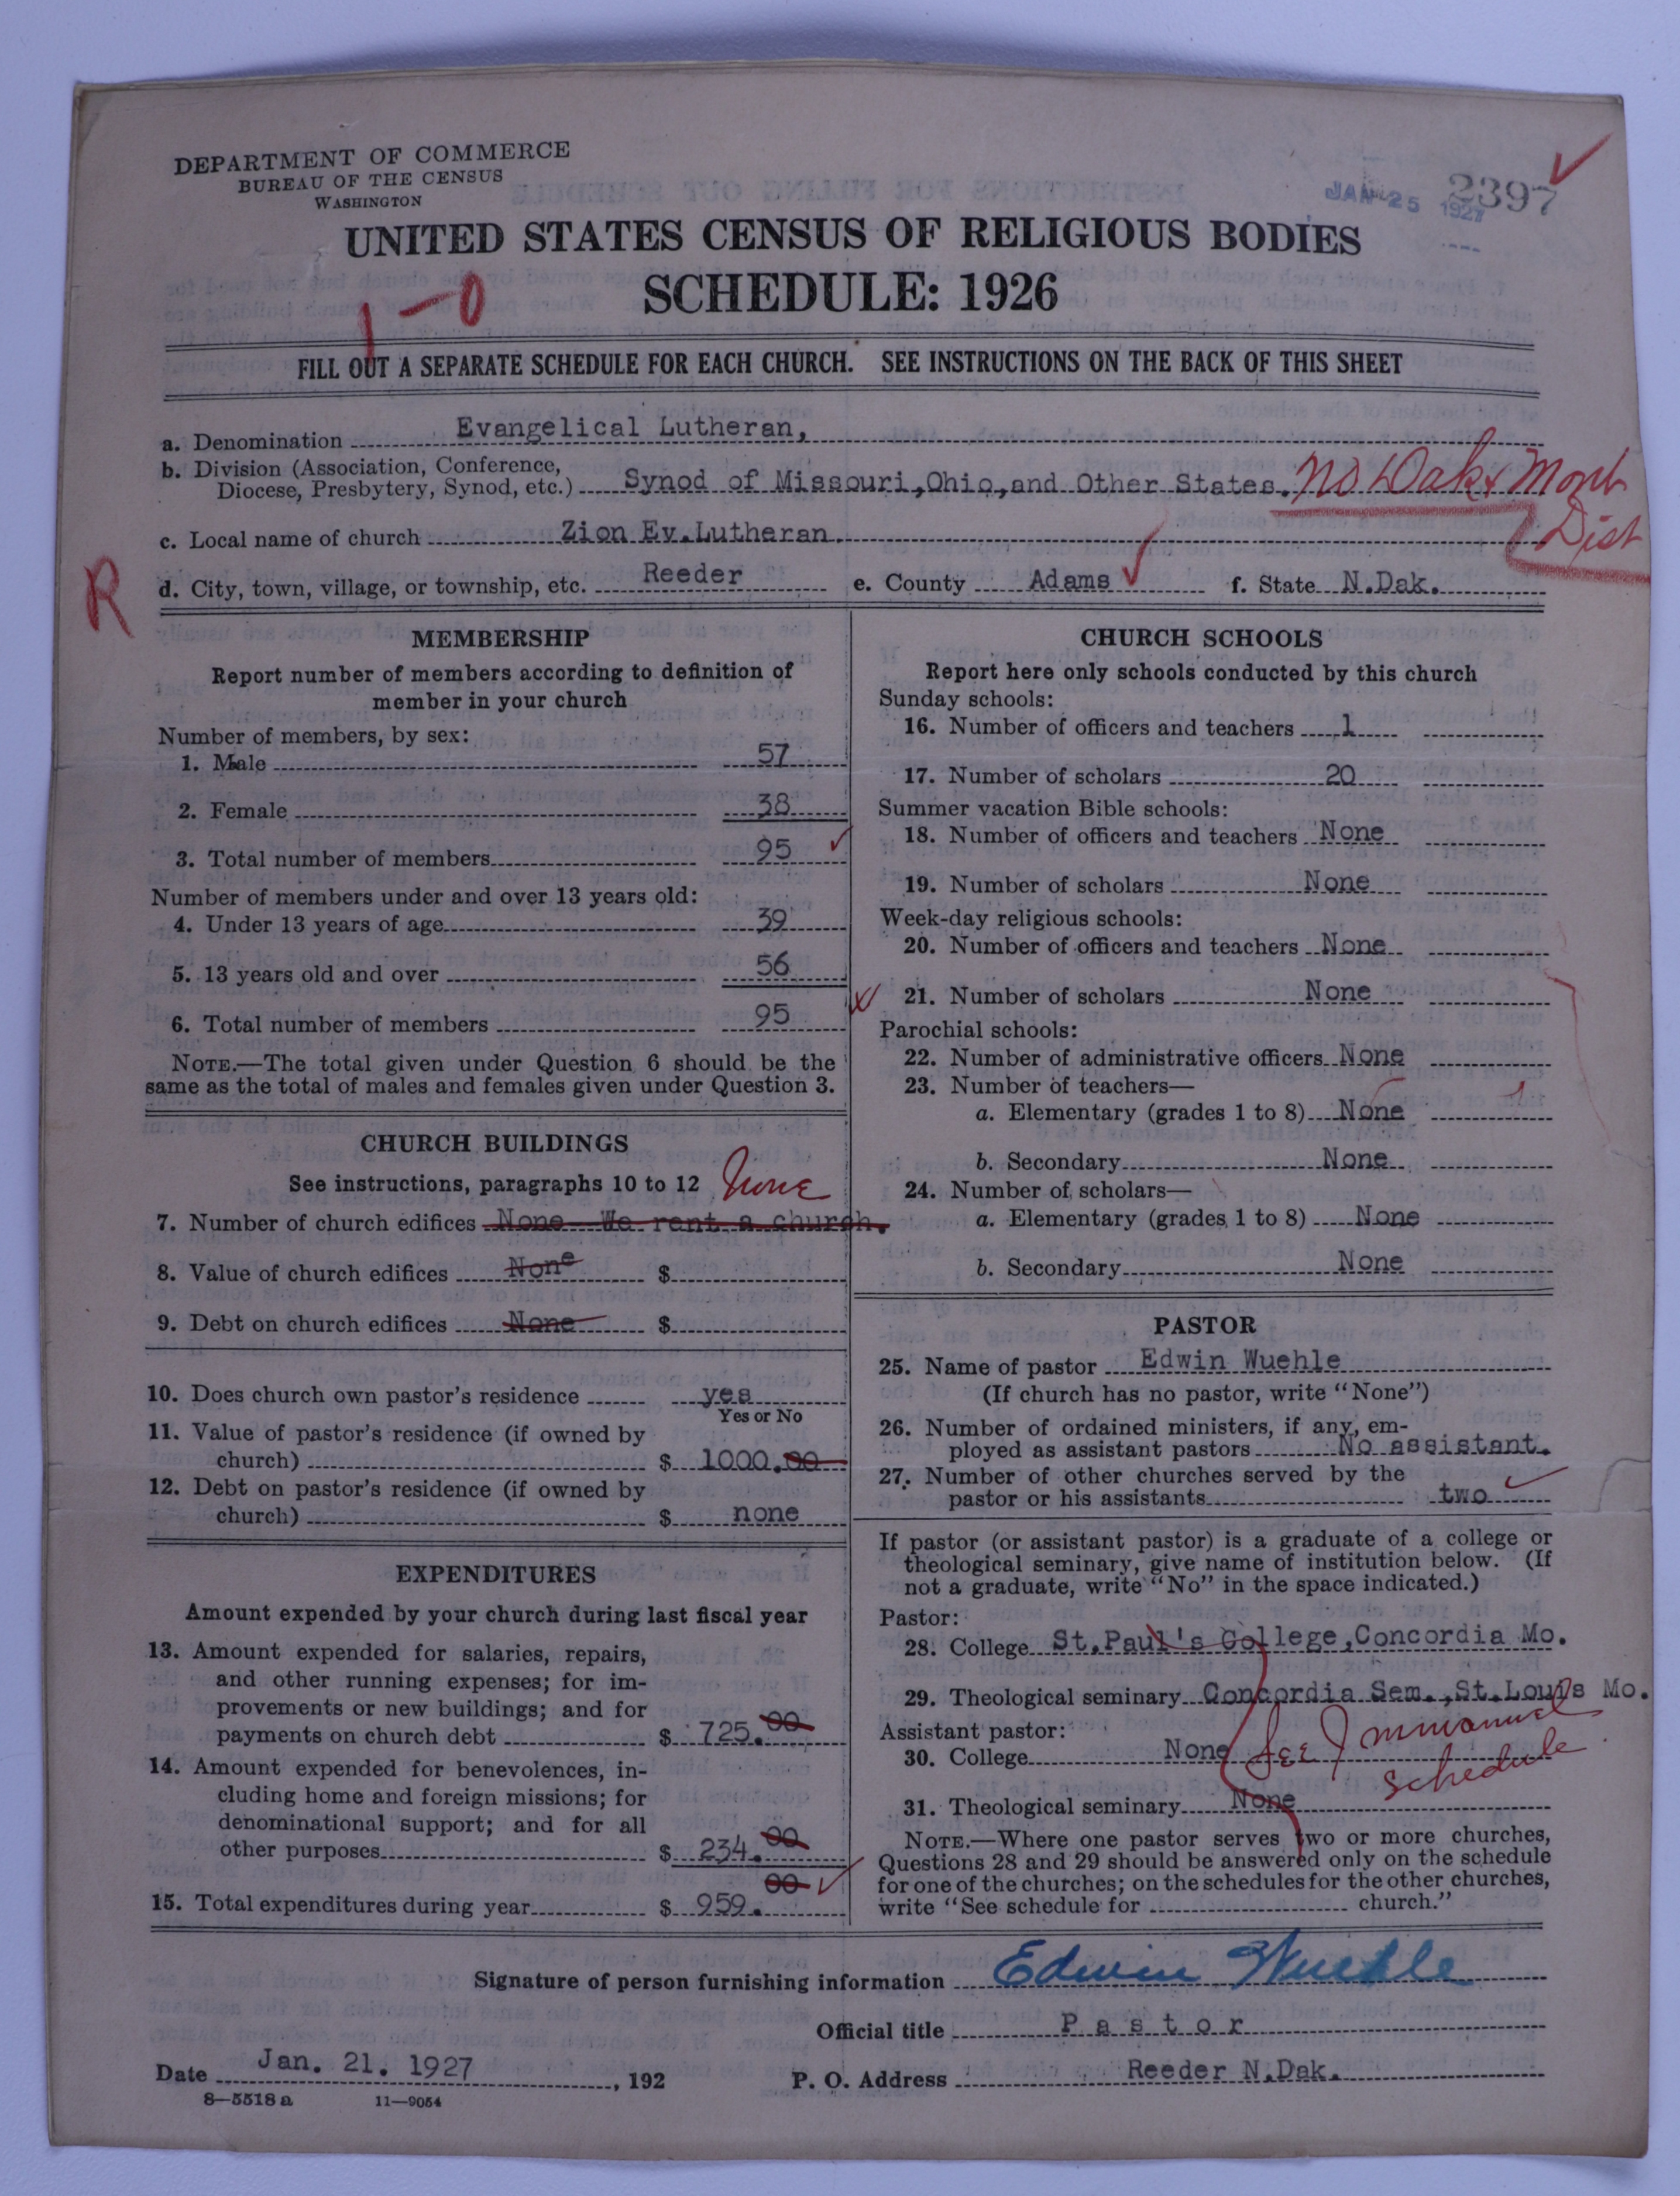 DEPARTMENT OF COMMERCE
BUREAU OF THE CENSUS
WASHINGTON
JAN 25 1927
2397
UNITED STATES CENSUS OF RELIGIOUS BODIES
SCHEDULE: 1926
1-0
FILL OUT A SEPARATE SCHEDULE FOR EACH CHURCH. SEE INSTRUCTIONS ON THE BACK OF THIS SHEET
a. Denomination Evangelical Lutheran,
b. Division (Association, Conference,
Diocese, Presbytery, Synod, etc.) Synod of Missouri,Ohio,and Other States. No Dak & Mont
Dist
c. Local name of church Zion Ev.Lutheran.
R
d. City, town, village, or township, etc. Reeder e. County Adams f. State N.Dak.
MEMBERSHIP
Report number of members according to definition of
member in your church
Number of members, by sex:
1. Male 57
2. Female 38
3. Total number of members 95
Number of members under and over 13 years old:
4. Under 13 years of age 39
5. 13 years old and over 56
6. Total number of members 95
NOTE.—The total given under Question 6 should be the
same as the total of males and females given under Question 3.
CHURCH BUILDINGS
See instructions, paragraphs 10 to 12 None
7. Number of church edifices None We rent a church.
8. Value of church edifices None $
9. Debt on church edifices None $
10. Does church own pastor's residence yes
Yes or No
11. Value of pastor's residence (if owned by
church) $ 1000.00
12. Debt on pastor's residence (if owned by
church) $ none
EXPENDITURES
Amount expended by your church during last fiscal year
13. Amount expended for salaries, repairs,
and other running expenses; for im-
provements or new buildings; and for
payments on church debt $ 725.00
14. Amount expended for benevolences, in-
cluding home and foreign missions; for
denominational support; and for all
other purposes $ 234.00
15. Total expenditures during year $ 959.00
CHURCH SCHOOLS
Report here only schools conducted by this church
Sunday schools:
16. Number of officers and teachers 1
17. Number of scholars 20
Summer vacation Bible schools:
18. Number of officers and teachers None
19. Number of scholars None
Week-day religious schools:
20. Number of officers and teachers None
21. Number of scholars None
Parochial schools:
22. Number of administrative officers None
23. Number of teachers—
a. Elementary (grades 1 to 8) None
b. Secondary None
24. Number of scholars—
a. Elementary (grades 1 to 8) None
b. Secondary None
PASTOR
25. Name of pastor Edwin Wuehle
(If church has no pastor, write "None")
26. Number of ordained ministers, if any, em-
ployed as assistant pastors No assistant.
27. Number of other churches served by the
pastor or his assistants two
If pastor (or assistant pastor) is a graduate of a college or
theological seminary, give name of institution below. (If
not a graduate, write "No" in the space indicated.)
Pastor:
28. College St.Paul's College,Concordia Mo.
29. Theological seminary Concordia Sem.,St.Louis Mo.
Assistant pastor:
30. College None See Immanuel
schedule
31. Theological seminary None
NOTE.—Where one pastor serves two or more churches,
Questions 28 and 29 should be answered only on the schedule
for one of the churches; on the schedules for the other churches,
write "See schedule for church."
Signature of person furnishing information Edwin Wuehle
Official title Pastor
Date Jan. 21. 1927 , 192 P. O. Address Reeder N.Dak.
8—5518 a 11—9054